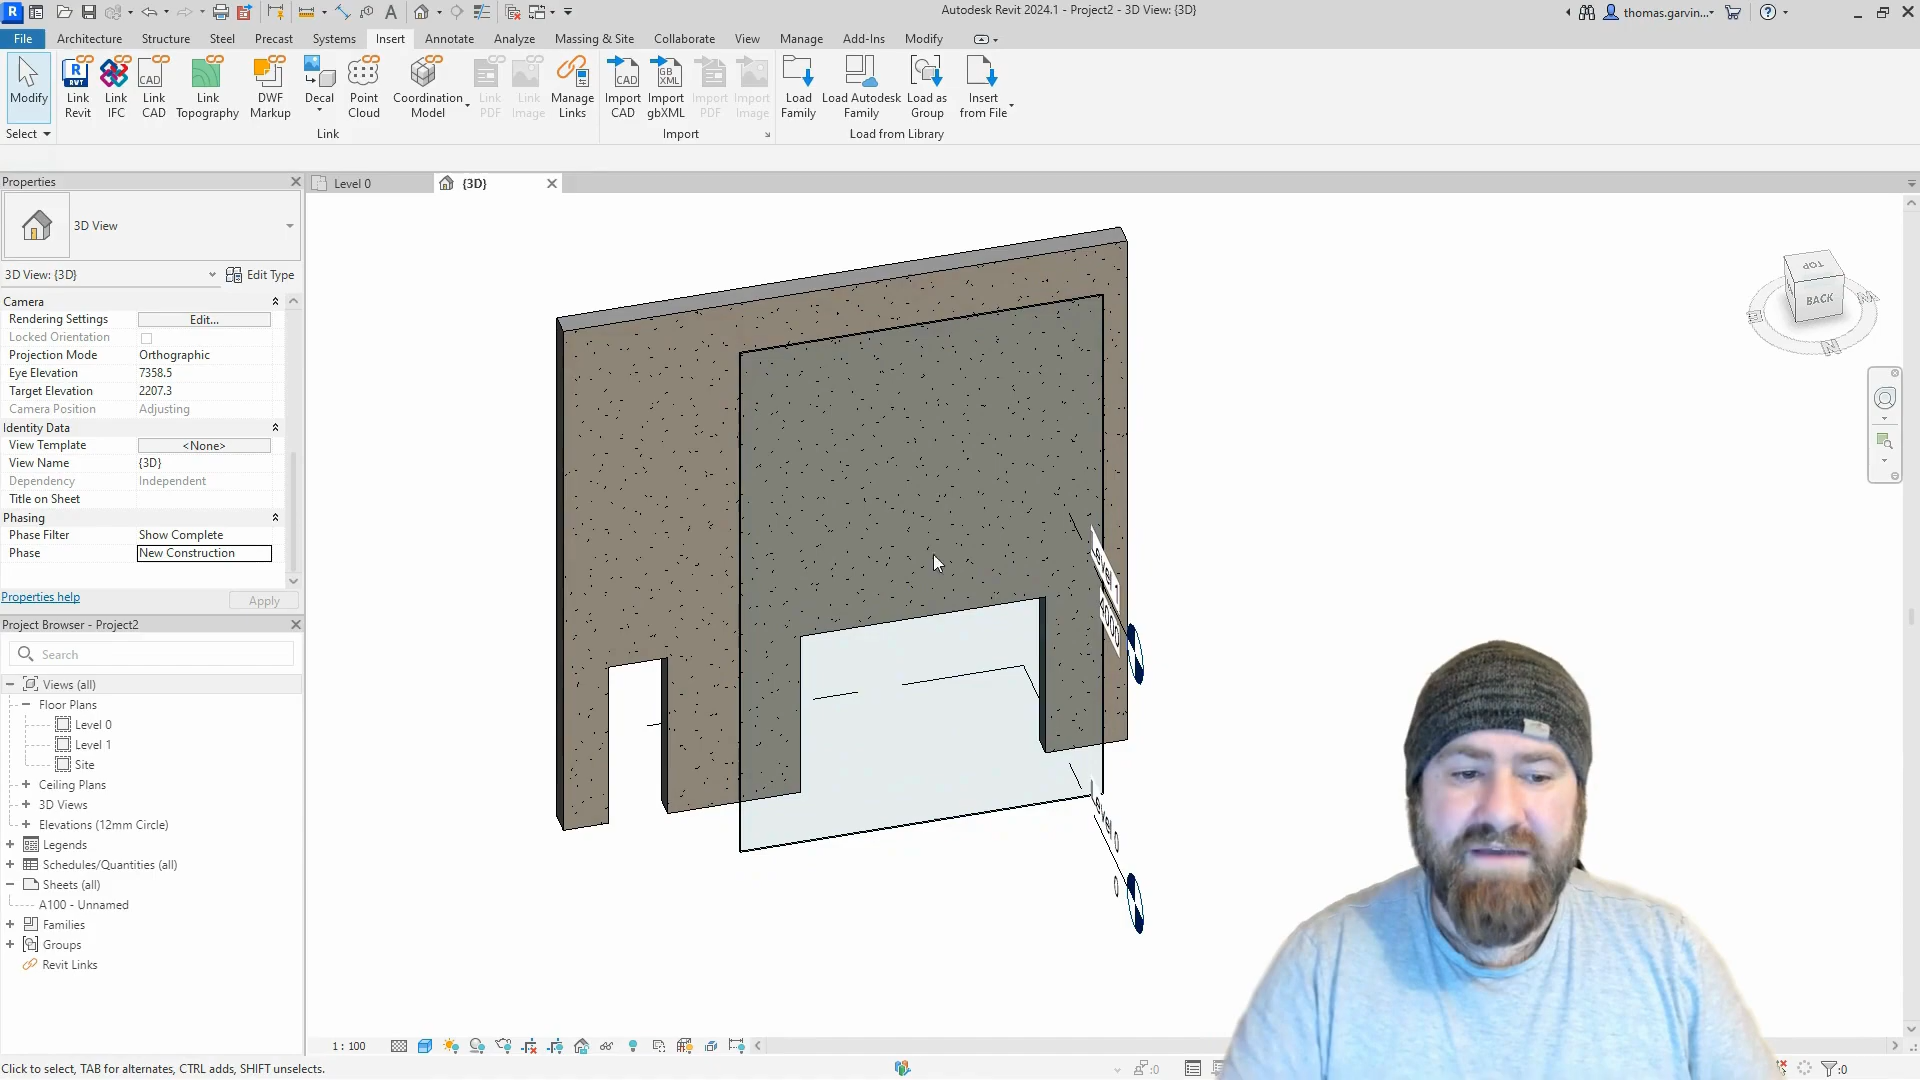 Autodesk Revit 2024.1 - Project2 - 3D View: {3D}
thomas.garvin...
File Architecture Structure Steel Precast Systems Insert Annotate Analyze Massing & Site Collaborate View Manage Add-Ins Modify
Modify
Link Revit
Link IFC
Link CAD
Link Topography
DWF Markup
Decal
Point Cloud
Coordination Model
Link PDF
Link Image
Manage Links
Import CAD
Import gbXML
Import PDF
Import Image
Load Family
Load Autodesk Family
Load as Group
Insert from File
Select
Link
Import
Load from Library
Properties
Level 0
{3D}
3D View
3D View: {3D}
Edit Type
Camera
Rendering Settings Edit...
Locked Orientation
Projection Mode Orthographic
Eye Elevation 7358.5
Target Elevation 2207.3
Camera Position Adjusting
Identity Data
View Template <None>
View Name {3D}
Dependency Independent
Title on Sheet
Phasing
Phase Filter Show Complete
Phase New Construction
Properties help
Apply
Project Browser - Project2
Search
Views (all)
Floor Plans
Level 0
Level 1
Site
Ceiling Plans
3D Views
Elevations (12mm Circle)
Legends
Schedules/Quantities (all)
Sheets (all)
A100 - Unnamed
Families
Groups
Revit Links
TOP
BACK
E
N
Level 1
4000
Level 0
0
1 : 100
Click to select, TAB for alternates, CTRL adds, SHIFT unselects.
:0
:0